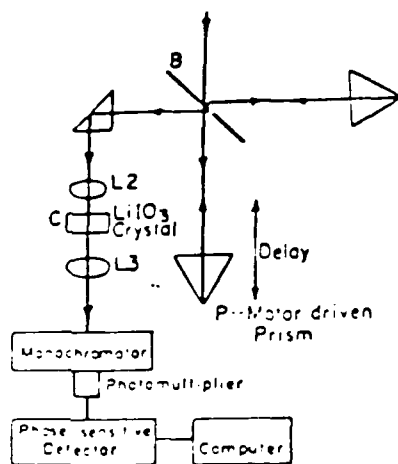 B
L2
C
LiIO3
Crystal
L3
Delay
P--Motor driven
Prism
Monochromator
Photomultiplier
Phase sensitive
Detector
Computer